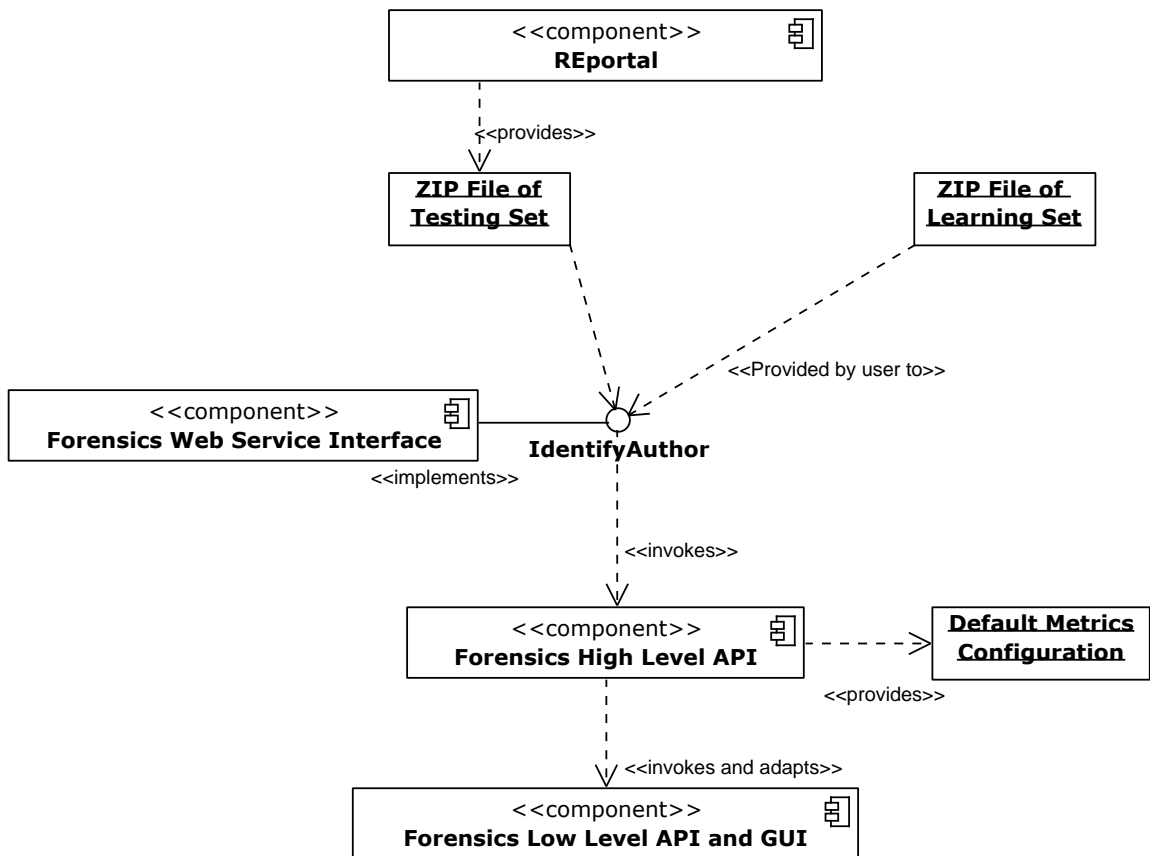 <<component>>
REportal
<<provides>>
ZIP File of
Testing Set
ZIP File of
Learning Set
<<Provided by user to>>
<<component>>
Forensics Web Service Interface
IdentifyAuthor
<<implements>>
<<invokes>>
<<component>>
Forensics High Level API
Default Metrics
Configuration
<<provides>>
<<invokes and adapts>>
<<component>>
Forensics Low Level API and GUI